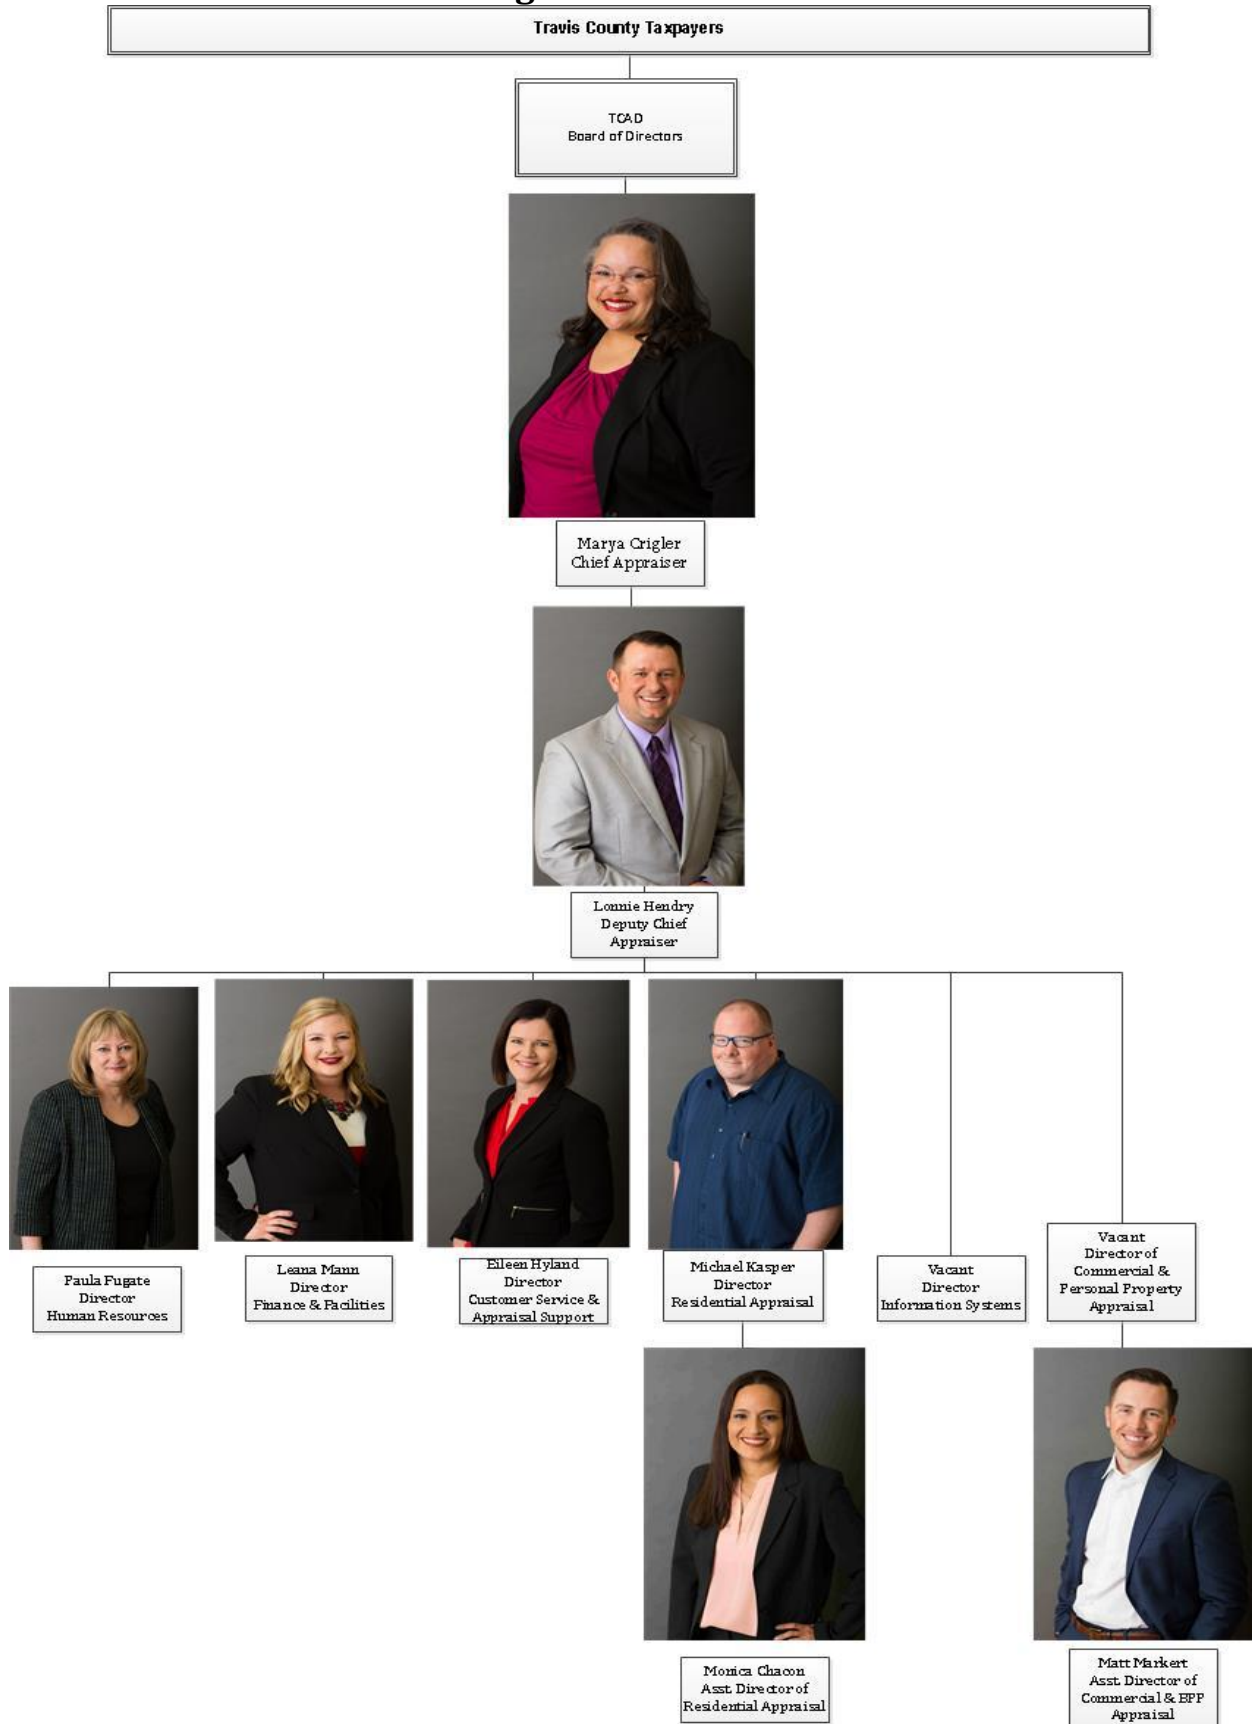 Travis County Taxpayers
TCAD
Board of Directors
Marya Crigler
Chief Appraiser
Lonnie Hendry
Deputy Chief
Appraiser
Paula Fugate
Director
Human Resources
Leana Mann
Director
Finance & Facilities
Eileen Hyland
Director
Customer Service &
Appraisal Support
Michael Kasper
Director
Residential Appraisal
Vacant
Director
Information Systems
Vacant
Director of
Commercial &
Personal Property
Appraisal
Monica Chacon
Asst. Director of
Residential Appraisal
Matt Markert
Asst. Director of
Commercial & BPP
Appraisal